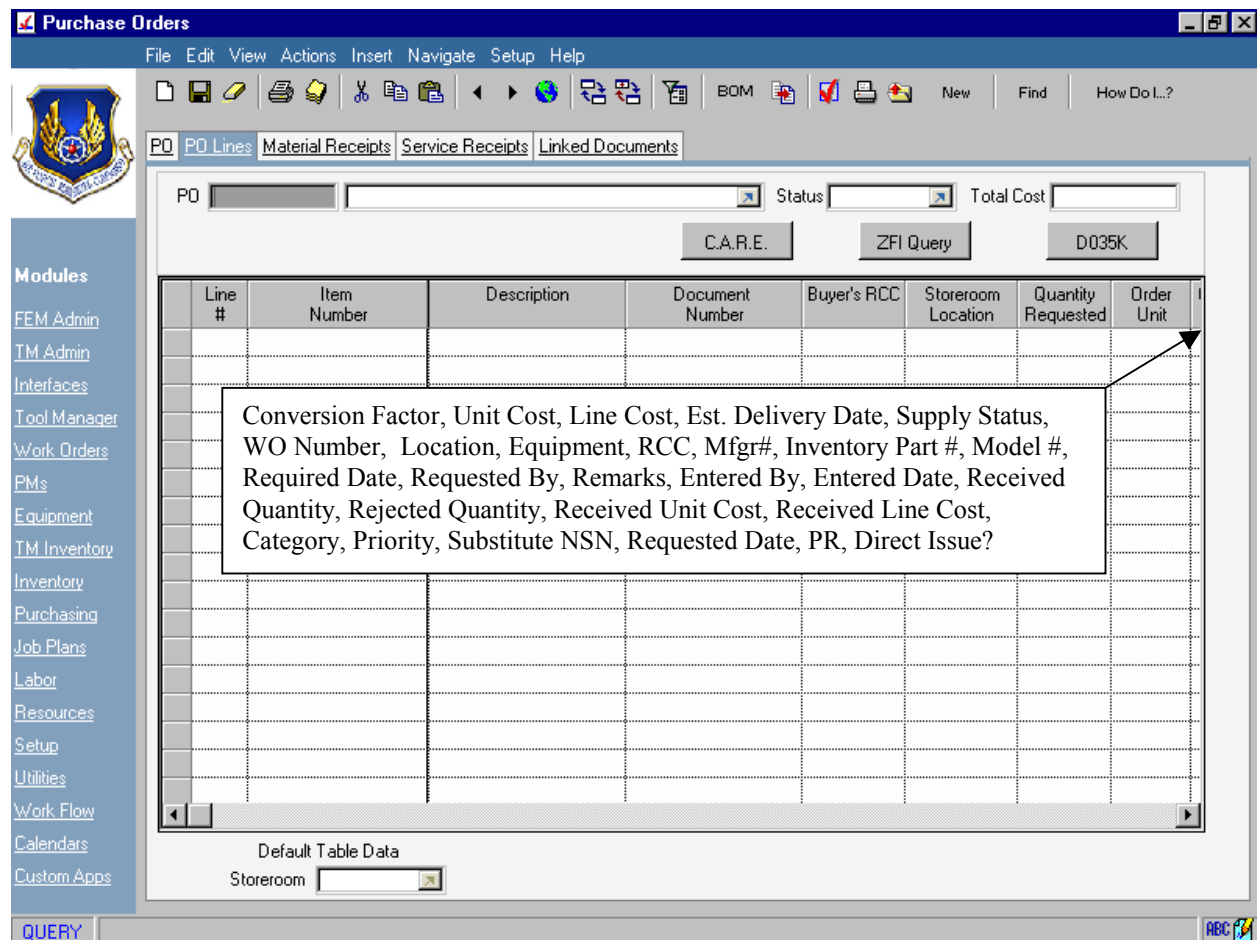 Purchase Orders
File Edit View Actions Insert Navigate Setup Help
BOM New Find How Do I...?
PO PO Lines Material Receipts Service Receipts Linked Documents
PO Status Total Cost
C.A.R.E. ZFI Query D035K
Modules
FEM Admin
TM Admin
Interfaces
Tool Manager
Work Orders
PMs
Equipment
TM Inventory
Inventory
Purchasing
Job Plans
Labor
Resources
Setup
Utilities
Work Flow
Calendars
Custom Apps
Line Item Description Document Buyer's RCC Storeroom Quantity Order
# Number Number Location Requested Unit
Conversion Factor, Unit Cost, Line Cost, Est. Delivery Date, Supply Status,
WO Number, Location, Equipment, RCC, Mfgr#, Inventory Part #, Model #,
Required Date, Requested By, Remarks, Entered By, Entered Date, Received
Quantity, Rejected Quantity, Received Unit Cost, Received Line Cost,
Category, Priority, Substitute NSN, Requested Date, PR, Direct Issue?
Default Table Data
Storeroom
QUERY ABC